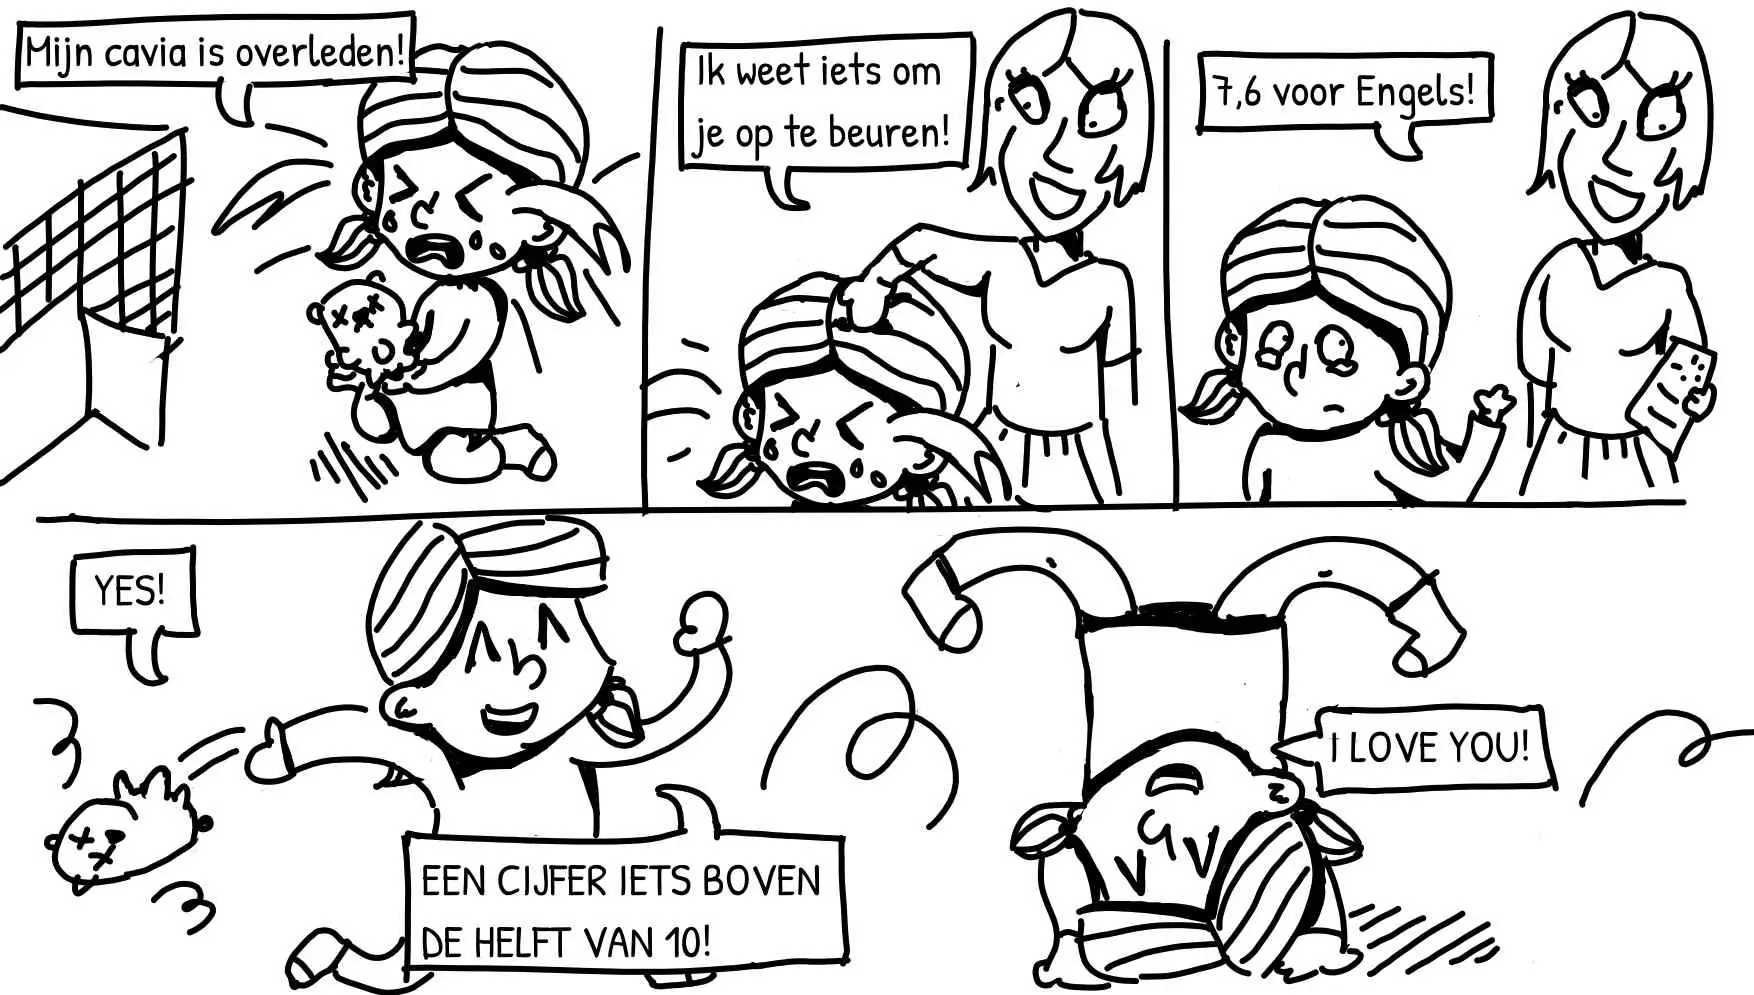 Mijn cavia is overleden!
Ik weet iets om
je op te beuren!
7,6 voor Engels!
YES!
EEN CIJFER IETS BOVEN
DE HELFT VAN 10!
I LOVE YOU!